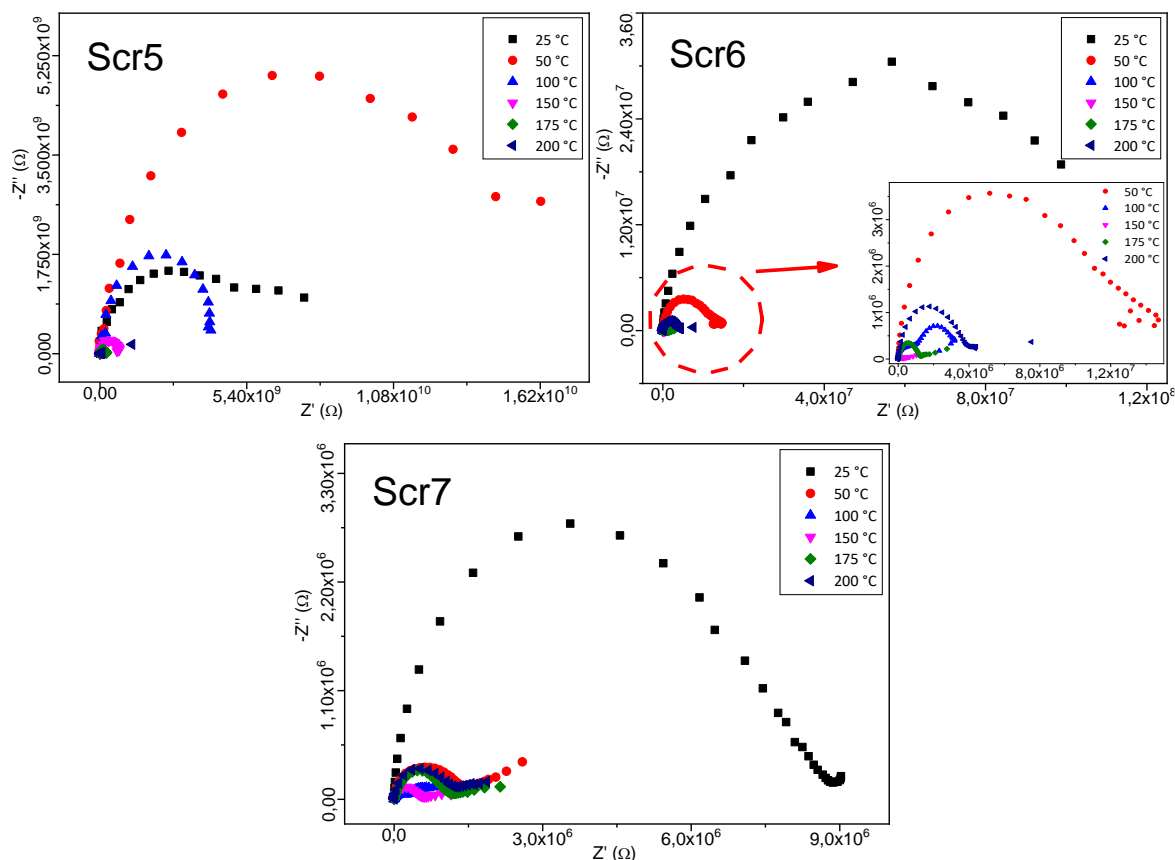 Scr5
25 °C
50 °C
100 °C
150 °C
175 °C
200 °C
-Z'' (Ω)
5,250x10⁹
3,500x10⁹
1,750x10⁹
0,000
0,00
5,40x10⁹
1,08x10¹⁰
1,62x10¹⁰
Z' (Ω)
Scr6
25 °C
50 °C
100 °C
150 °C
175 °C
200 °C
-Z'' (Ω)
3,60
2,40x10⁷
1,20x10⁷
0,00
0,0
4,0x10⁷
8,0x10⁷
1,2x10⁸
Z' (Ω)
50 °C
100 °C
150 °C
175 °C
200 °C
3x10⁶
2x10⁶
1x10⁶
0
0,0
4,0x10⁶
8,0x10⁶
1,2x10⁷
Scr7
25 °C
50 °C
100 °C
150 °C
175 °C
200 °C
-Z'' (Ω)
3,30x10⁶
2,20x10⁶
1,10x10⁶
0,00
0,0
3,0x10⁶
6,0x10⁶
9,0x10⁶
Z' (Ω)